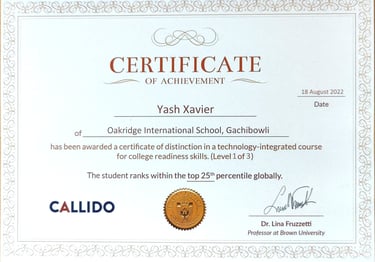 CERTIFICATE
OF ACHIEVEMENT
18 August 2022
Date
Yash Xavier
of Oakridge International School, Gachibowli
has been awarded a certificate of distinction in a technology-integrated course
for college readiness skills. (Level 1 of 3)
The student ranks within the top 25th percentile globally.
CALLIDO
Dr. Lina Fruzzetti
Professor at Brown University